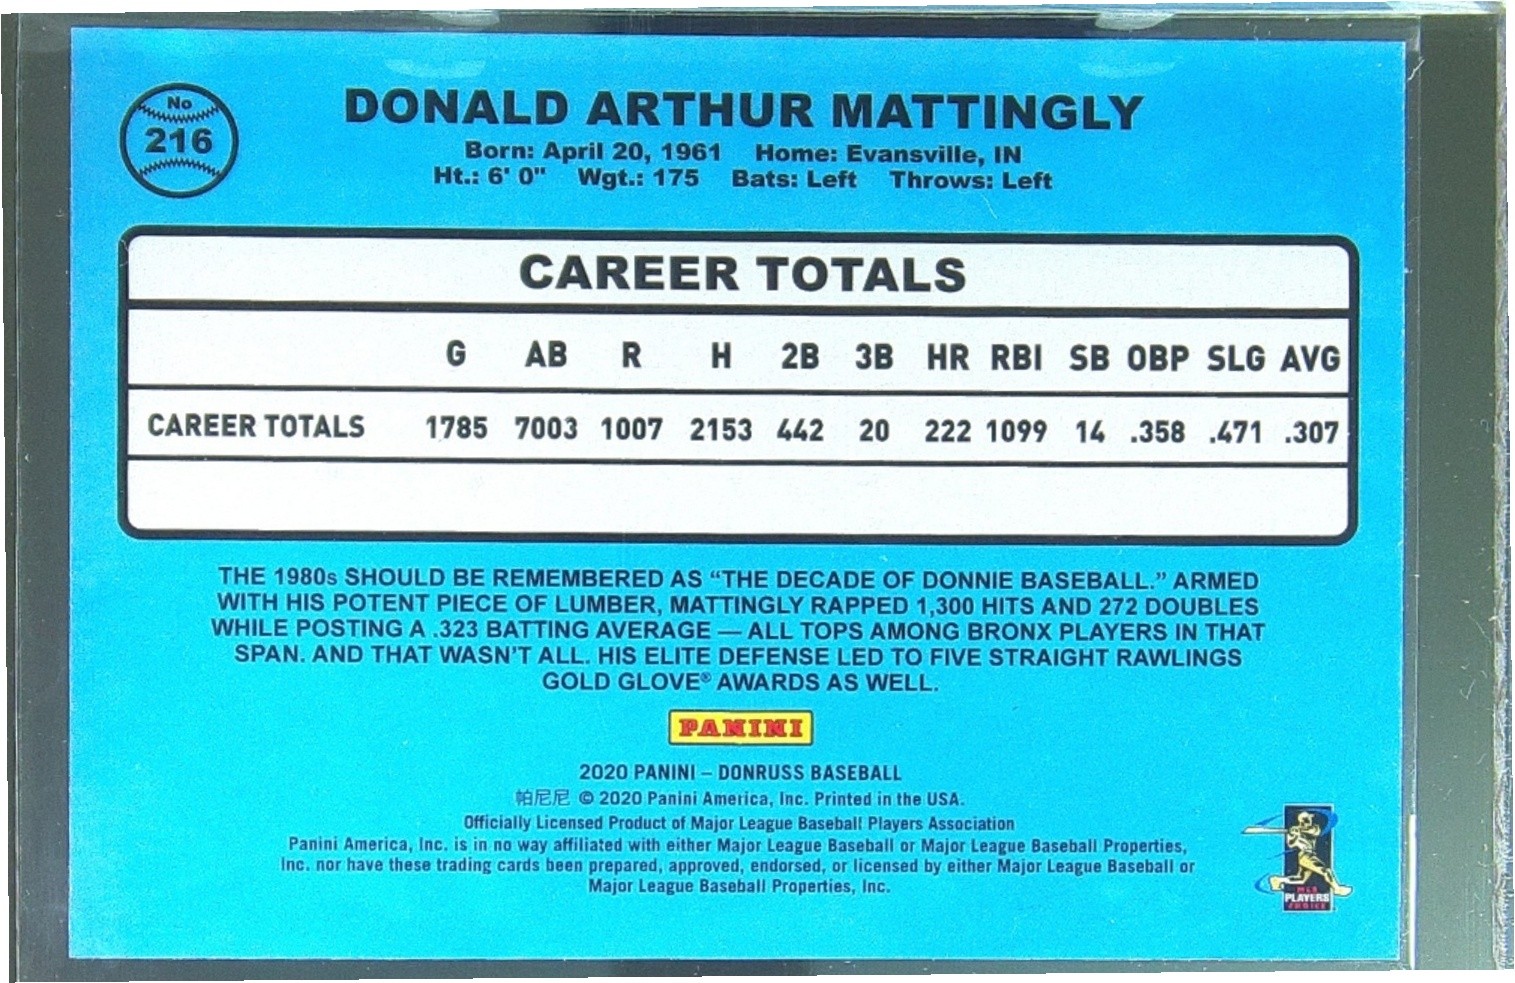 No
216
DONALD ARTHUR MATTINGLY
Born: April 20, 1961 Home: Evansville, IN
Ht.: 6' 0" Wgt.: 175 Bats: Left Throws: Left
CAREER TOTALS
G AB R H 2B 3B HR RBI SB OBP SLG AVG
CAREER TOTALS 1785 7003 1007 2153 442 20 222 1099 14 .358 .471 .307
THE 1980s SHOULD BE REMEMBERED AS “THE DECADE OF DONNIE BASEBALL.” ARMED
WITH HIS POTENT PIECE OF LUMBER, MATTINGLY RAPPED 1,300 HITS AND 272 DOUBLES
WHILE POSTING A .323 BATTING AVERAGE — ALL TOPS AMONG BRONX PLAYERS IN THAT
SPAN. AND THAT WASN'T ALL. HIS ELITE DEFENSE LED TO FIVE STRAIGHT RAWLINGS
GOLD GLOVE® AWARDS AS WELL.
PANINI
2020 PANINI – DONRUSS BASEBALL
帕尼尼 © 2020 Panini America, Inc. Printed in the USA.
Officially Licensed Product of Major League Baseball Players Association
Panini America, Inc. is in no way affiliated with either Major League Baseball or Major League Baseball Properties,
Inc. nor have these trading cards been prepared, approved, endorsed, or licensed by either Major League Baseball or
Major League Baseball Properties, Inc.
MLB
PLAYERS
CHOICE